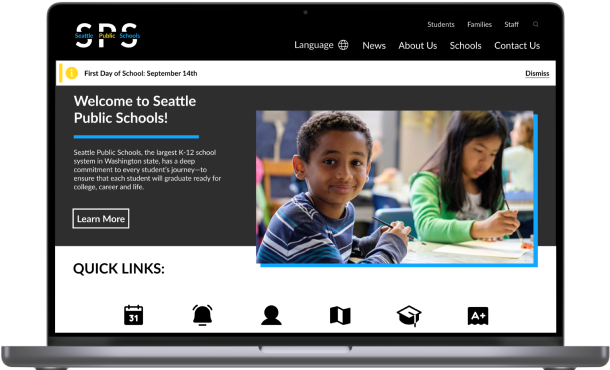 Students Families Staff
SPS
Seattle Public Schools
Language News About Us Schools Contact Us
First Day of School: September 14th
Dismiss
Welcome to Seattle
Public Schools!
Seattle Public Schools, the largest K-12 school
system in Washington state, has a deep
commitment to every student's journey—to
ensure that each student will graduate ready for
college, career and life.
Learn More
QUICK LINKS:
31
A+